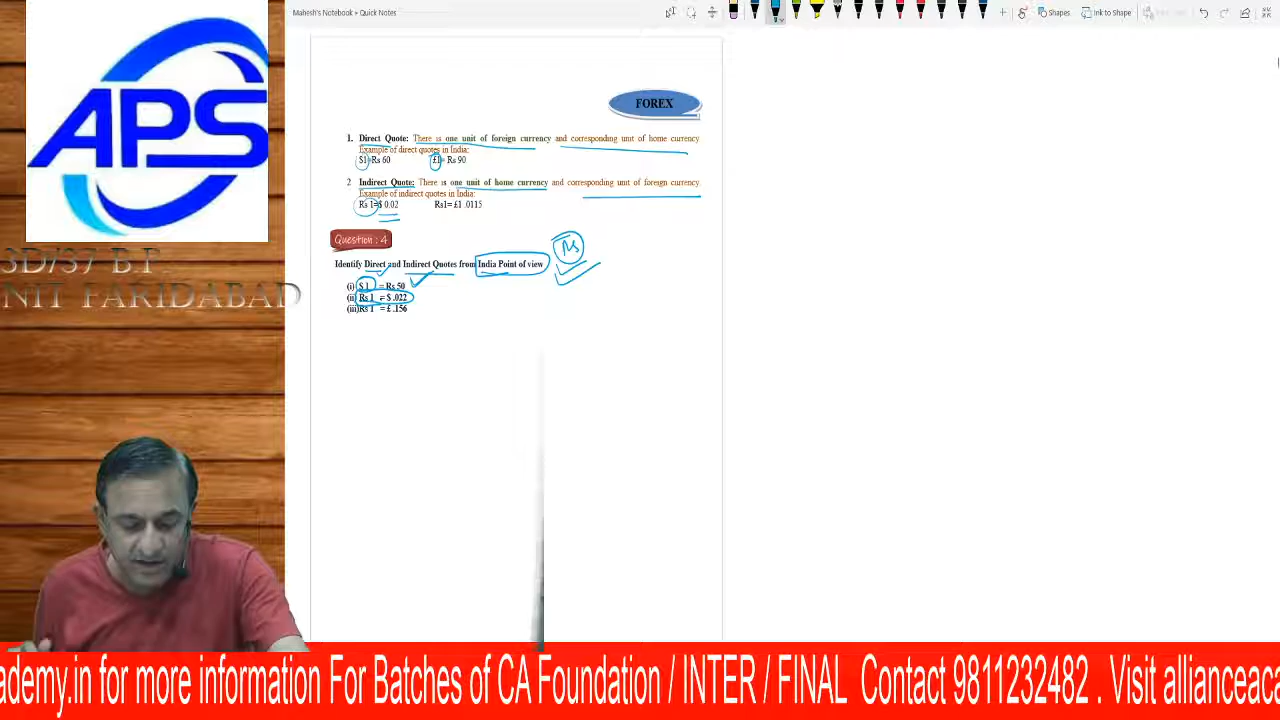 APS
3D/37 B.P.
NIT FARIDABAD
Mahesh's Notebook » Quick Notes
Shapes
Ink to Shape
FOREX
1. Direct Quote: There is one unit of foreign currency and corresponding unit of home currency
Example of direct quotes in India:
$1=Rs 60 £1= Rs 90
2 Indirect Quote: There is one unit of home currency and corresponding unit of foreign currency.
Example of indirect quotes in India:
Rs 1=$ 0.02 Rs1= £1 .0115
Question : 4
Rs
Identify Direct and Indirect Quotes from India Point of view
(i) $ 1 = Rs 50
(ii) Rs 1 = $ .022
(iii)Rs 1 = £ .156
ademy.in for more information For Batches of CA Foundation / INTER / FINAL Contact 9811232482 . Visit allianceaca